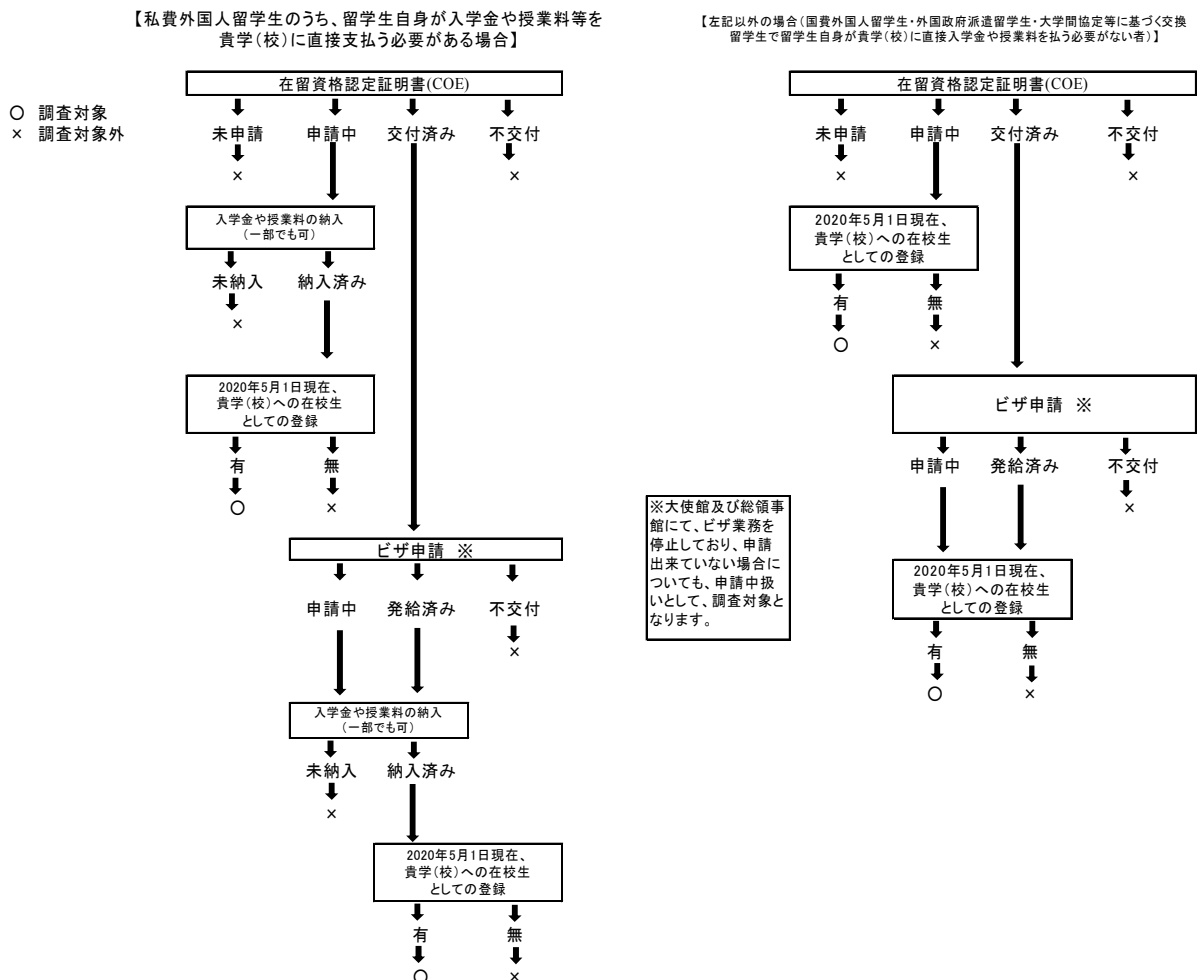 【私費外国人留学生のうち、留学生自身が入学金や授業料等を
貴学(校)に直接支払う必要がある場合】
○ 調査対象
× 調査対象外
在留資格認定証明書(COE)
未申請 申請中 交付済み 不交付
× ×
入学金や授業料の納入
(一部でも可)
未納入 納入済み
×
2020年5月1日現在、
貴学(校)への在校生
としての登録
有 無
○ ×
ビザ申請 ※
申請中 発給済み 不交付
×
入学金や授業料の納入
(一部でも可)
未納入 納入済み
×
2020年5月1日現在、
貴学(校)への在校生
としての登録
有 無
○ ×
【左記以外の場合(国費外国人留学生・外国政府派遣留学生・大学間協定等に基づく交換
留学生で留学生自身が貴学(校)に直接入学金や授業料を払う必要がない者)】
在留資格認定証明書(COE)
未申請 申請中 交付済み 不交付
× ×
2020年5月1日現在、
貴学(校)への在校生
としての登録
有 無
○ ×
ビザ申請 ※
申請中 発給済み 不交付
×
2020年5月1日現在、
貴学(校)への在校生
としての登録
有 無
○ ×
※大使館及び総領事
館にて、ビザ業務を
停止しており、申請
出来ていない場合に
ついても、申請中扱
いとして、調査対象と
なります。